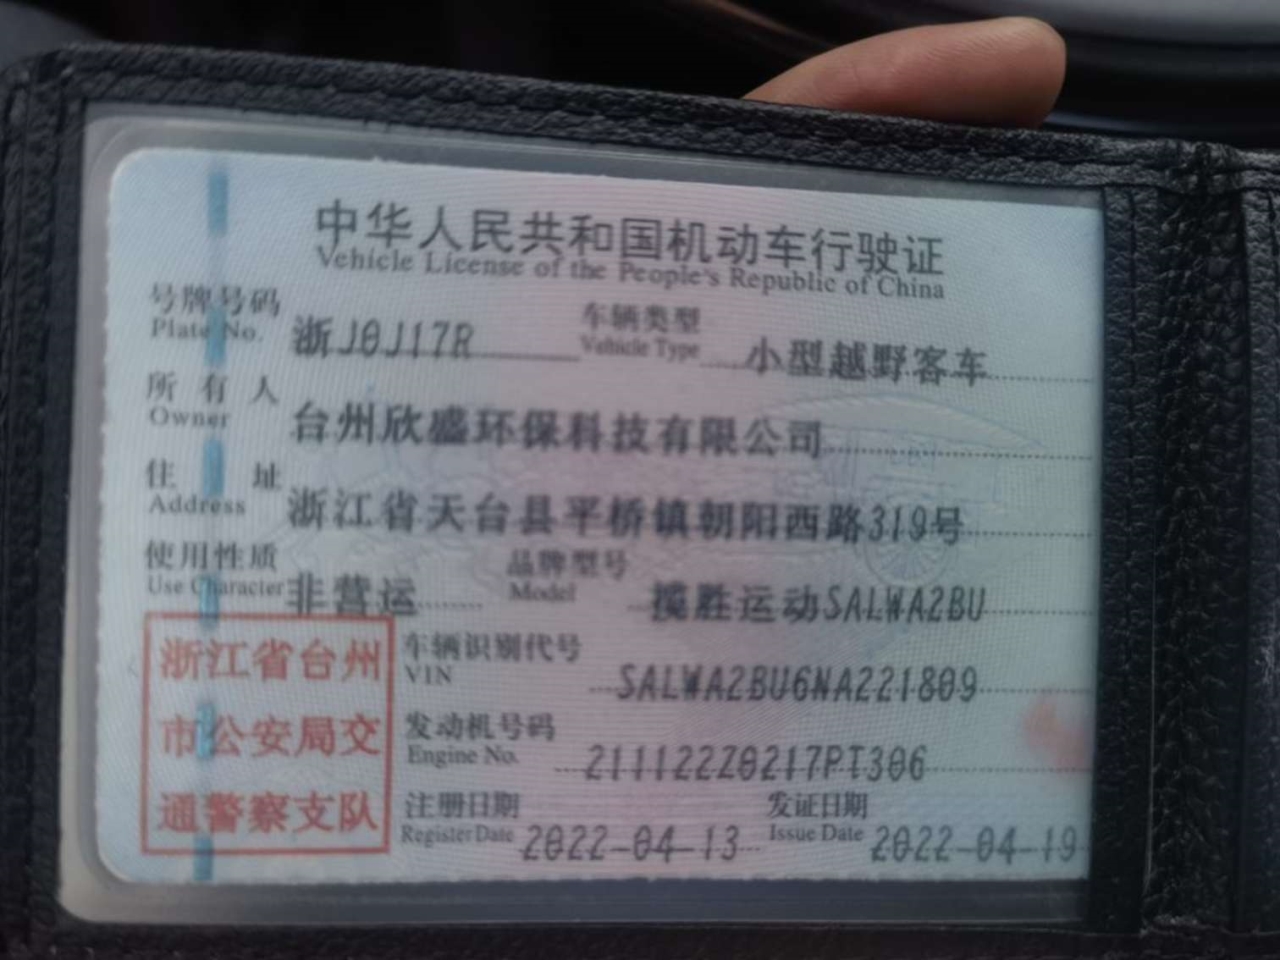 中华人民共和国机动车行驶证
Vehicle License of the People's Republic of China
号牌号码 浙J0J17R 车辆类型 小型越野客车
Plate No. Vehicle Type
所有人 台州欣盛环保科技有限公司
Owner
住址 浙江省天台县平桥镇朝阳西路319号
Address
使用性质 非营运 品牌型号 揽胜运动SALWA2BU
Use Character Model
浙江省台州
市公安局交
通警察支队
车辆识别代号 SALWA2BU6NA221809
VIN
发动机号码 211122Z0217PT306
Engine No.
注册日期 2022-04-13 发证日期 2022-04-19
Register Date Issue Date